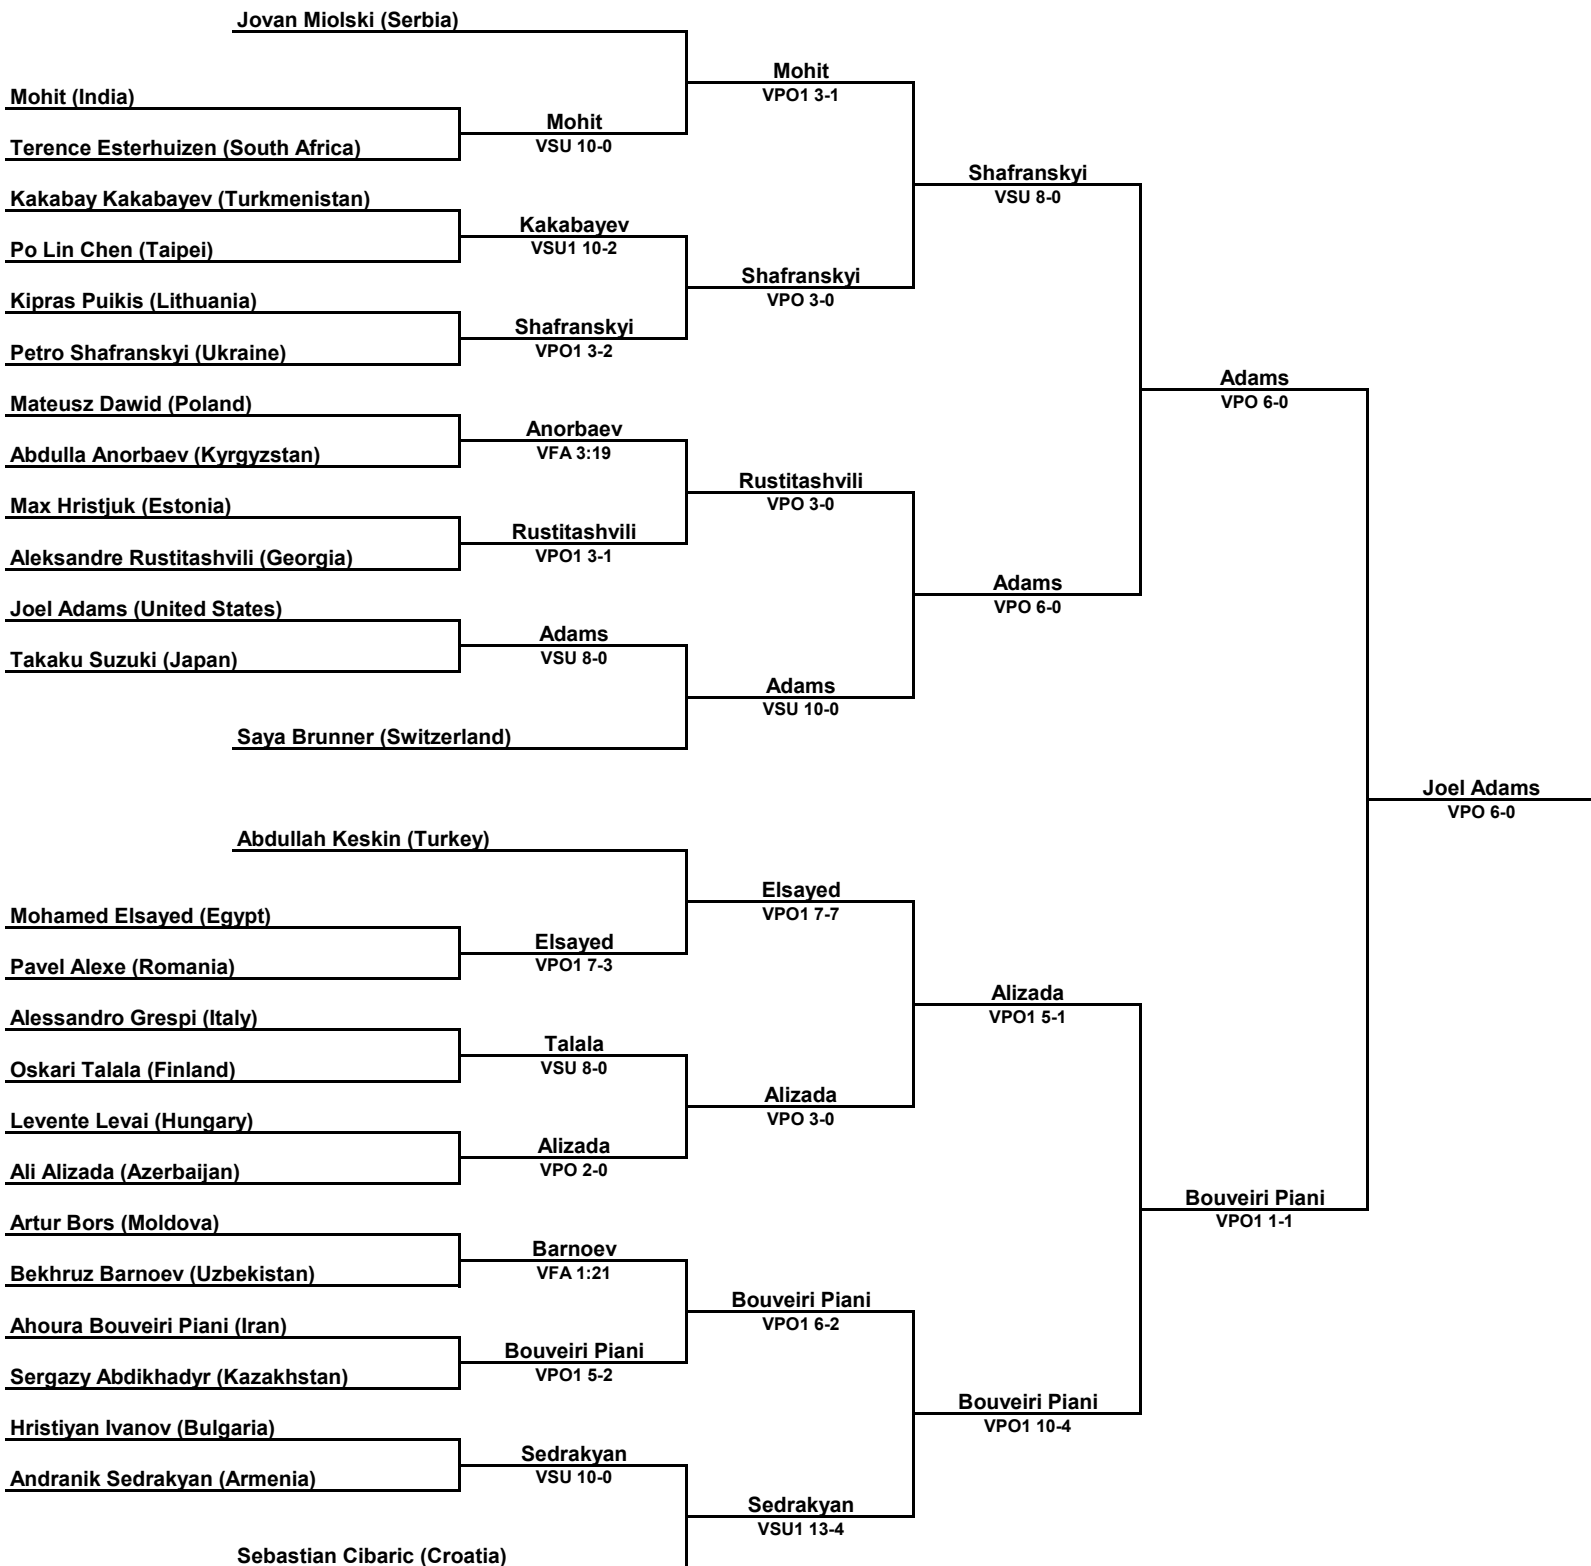 Jovan Miolski (Serbia)
Mohit
VPO1 3-1
Mohit (India)
Mohit
VSU 10-0
Terence Esterhuizen (South Africa)
Shafranskyi
VSU 8-0
Kakabay Kakabayev (Turkmenistan)
Kakabayev
VSU1 10-2
Po Lin Chen (Taipei)
Shafranskyi
VPO 3-0
Kipras Puikis (Lithuania)
Shafranskyi
VPO1 3-2
Petro Shafranskyi (Ukraine)
Adams
VPO 6-0
Mateusz Dawid (Poland)
Anorbaev
VFA 3:19
Abdulla Anorbaev (Kyrgyzstan)
Rustitashvili
VPO 3-0
Max Hristjuk (Estonia)
Rustitashvili
VPO1 3-1
Aleksandre Rustitashvili (Georgia)
Adams
VPO 6-0
Joel Adams (United States)
Adams
VSU 8-0
Takaku Suzuki (Japan)
Adams
VSU 10-0
Saya Brunner (Switzerland)
Joel Adams
VPO 6-0
Abdullah Keskin (Turkey)
Elsayed
VPO1 7-7
Mohamed Elsayed (Egypt)
Elsayed
VPO1 7-3
Pavel Alexe (Romania)
Alizada
VPO1 5-1
Alessandro Grespi (Italy)
Talala
VSU 8-0
Oskari Talala (Finland)
Alizada
VPO 3-0
Levente Levai (Hungary)
Alizada
VPO 2-0
Ali Alizada (Azerbaijan)
Bouveiri Piani
VPO1 1-1
Artur Bors (Moldova)
Barnoev
VFA 1:21
Bekhruz Barnoev (Uzbekistan)
Bouveiri Piani
VPO1 6-2
Ahoura Bouveiri Piani (Iran)
Bouveiri Piani
VPO1 5-2
Sergazy Abdikhadyr (Kazakhstan)
Bouveiri Piani
VPO1 10-4
Hristiyan Ivanov (Bulgaria)
Sedrakyan
VSU 10-0
Andranik Sedrakyan (Armenia)
Sedrakyan
VSU1 13-4
Sebastian Cibaric (Croatia)